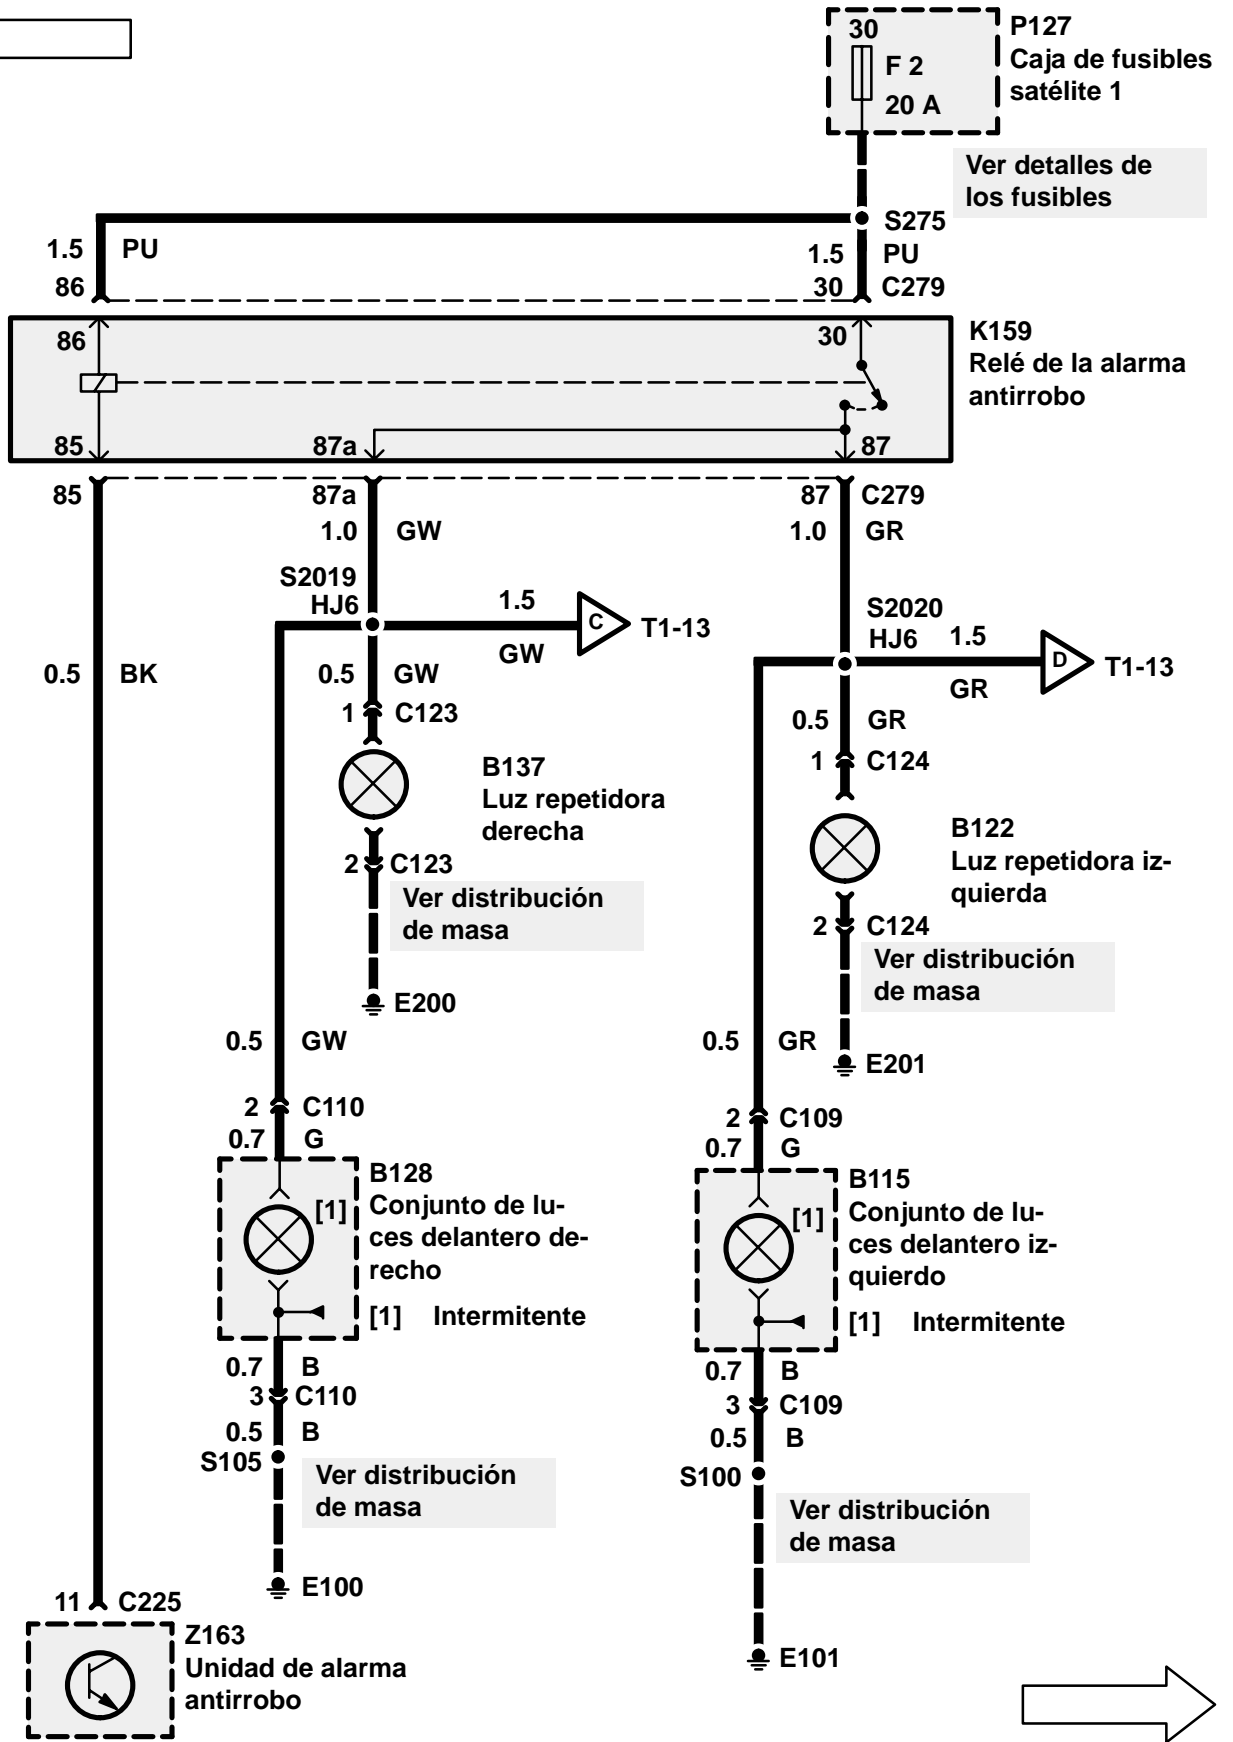 30
F 2
20 A
P127
Caja de fusibles
satélite 1
Ver detalles de
los fusibles
S275
1.5 PU
1.5 PU
86
30 C279
86
30
K159
Relé de la alarma
antirrobo
85
87a
87
85
87a
87 C279
1.0 GW
1.0 GR
S2019
HJ6
1.5
C
T1-13
GW
S2020
HJ6
1.5
D
T1-13
GR
0.5 BK
0.5 GW
1 C123
0.5 GR
1 C124
B137
Luz repetidora
derecha
B122
Luz repetidora iz-
quierda
2 C123
Ver distribución
de masa
2 C124
Ver distribución
de masa
E200
0.5 GW
0.5 GR
E201
2 C110
0.7 G
2 C109
0.7 G
B128
[1]
Conjunto de lu-
ces delantero de-
recho
[1] Intermitente
B115
[1]
Conjunto de lu-
ces delantero iz-
quierdo
[1] Intermitente
0.7 B
3 C110
0.5 B
S105
Ver distribución
de masa
0.7 B
3 C109
0.5 B
S100
Ver distribución
de masa
E100
11 C225
E101
Z163
Unidad de alarma
antirrobo